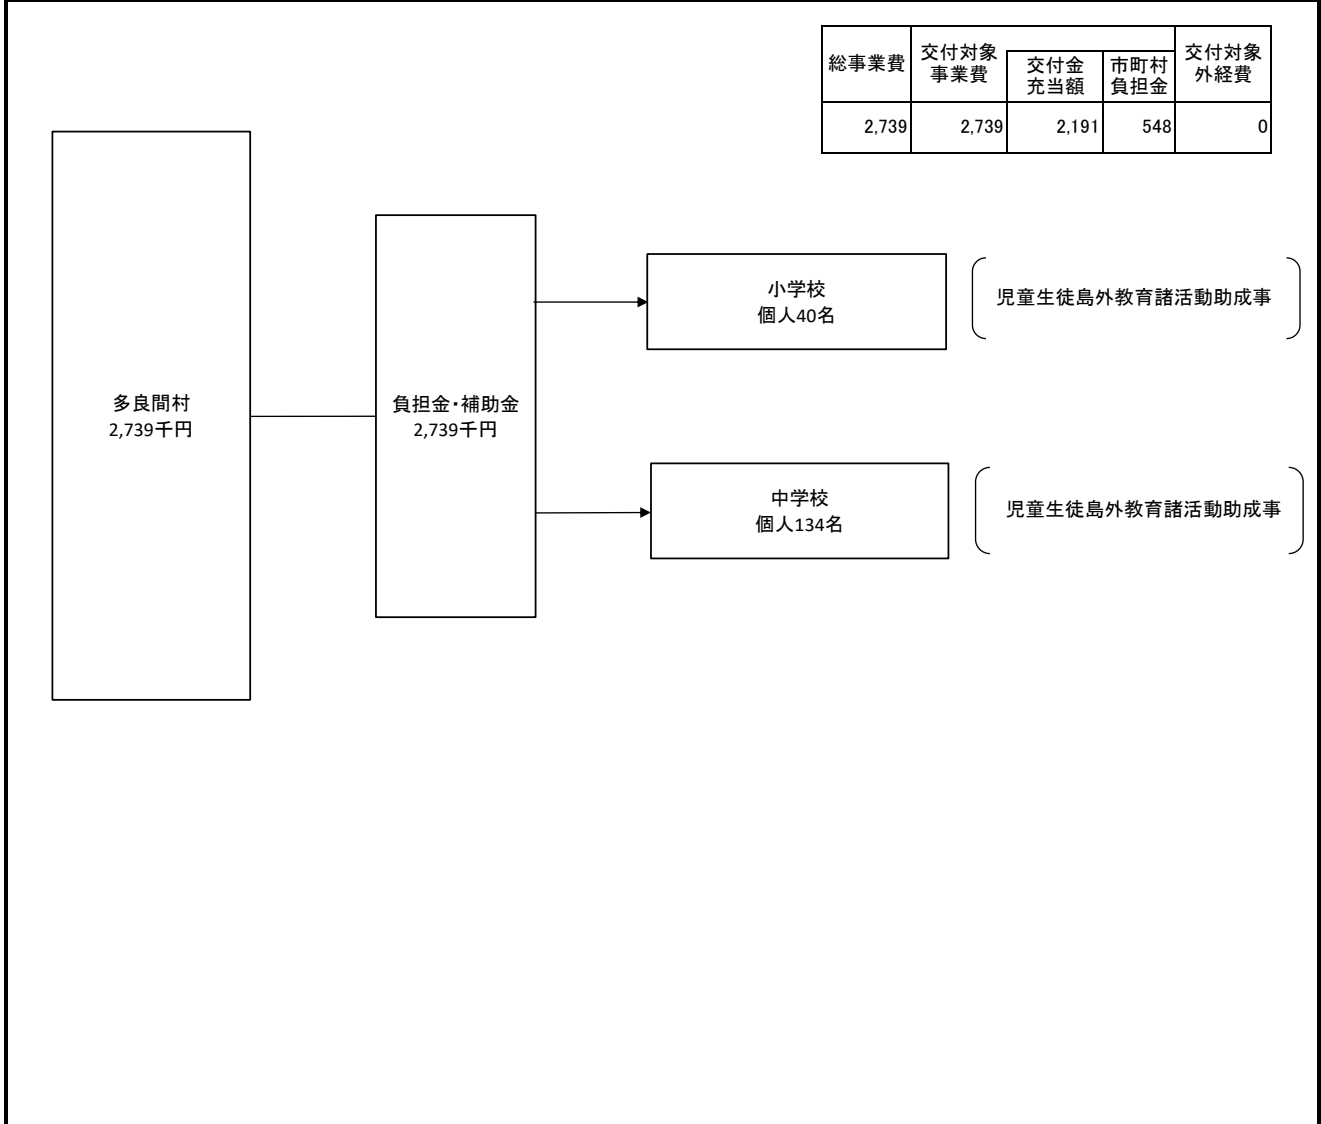 総事業費
交付対象
事業費
交付金
充当額
市町村
負担金
交付対象
外経費
2,739
2,739
2,191
548
0
多良間村
2,739千円
負担金・補助金
2,739千円
小学校
個人40名
児童生徒島外教育諸活動助成事
中学校
個人134名
児童生徒島外教育諸活動助成事